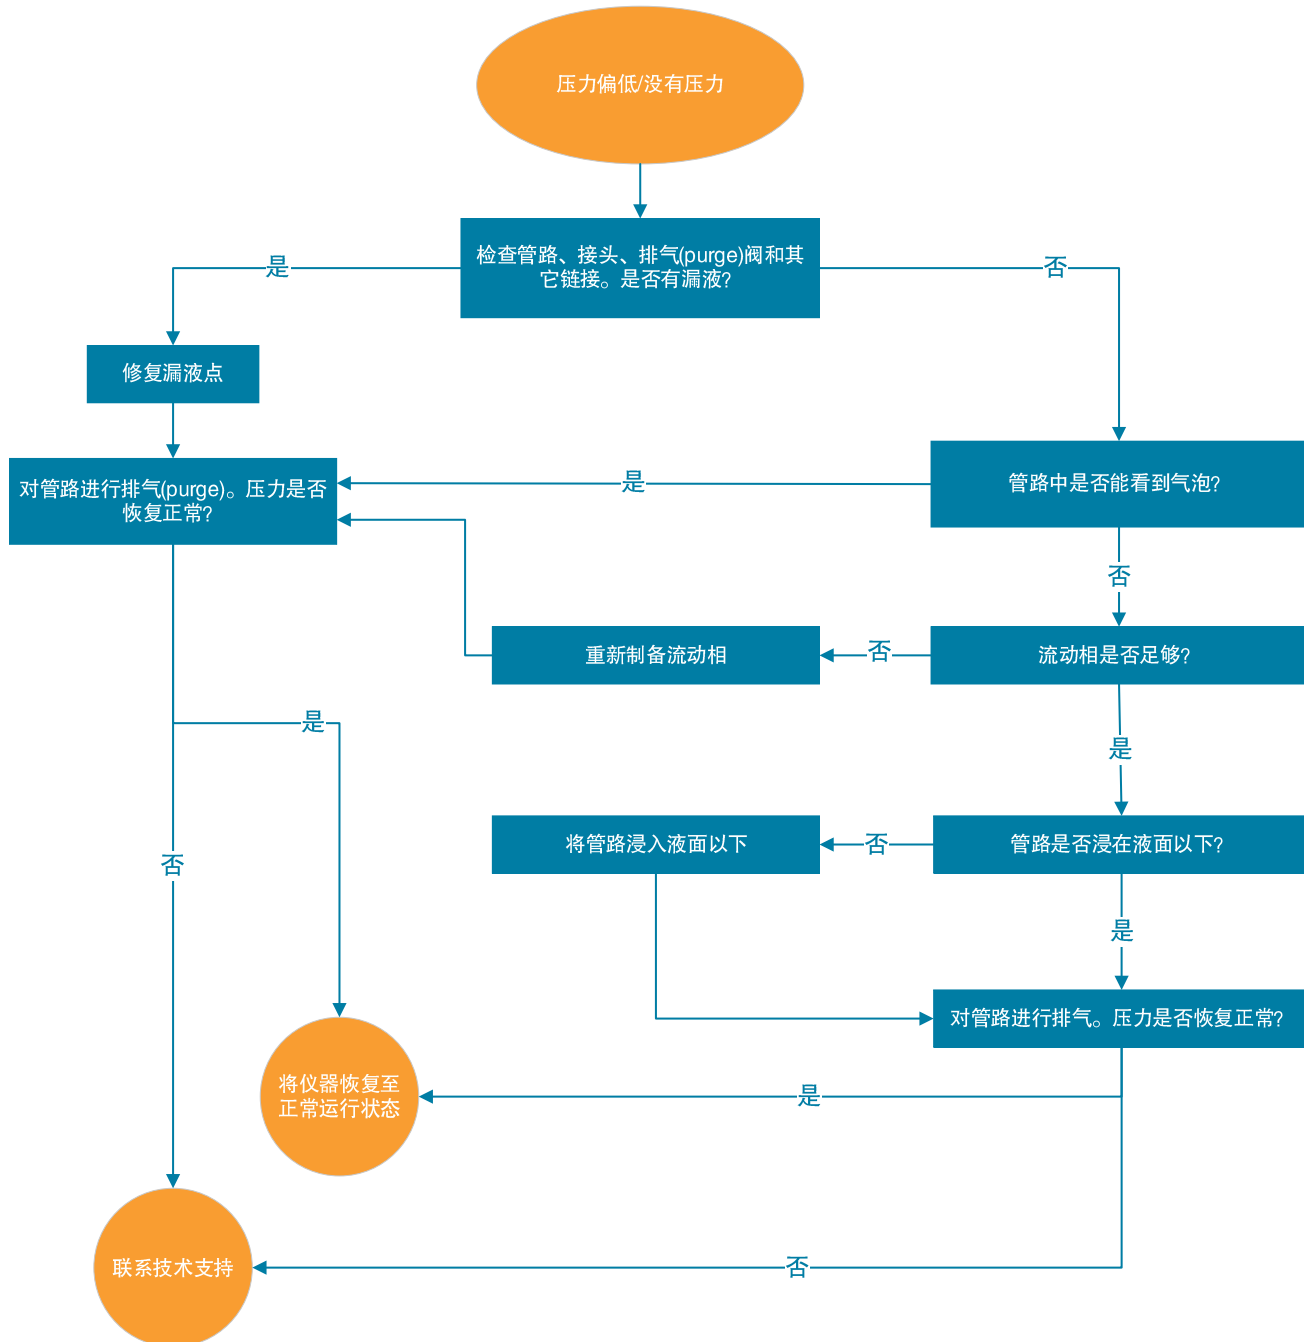 压力偏低/没有压力
检查管路、接头、排气(purge)阀和其
它链接。是否有漏液?
是
否
修复漏液点
对管路进行排气(purge)。压力是否
恢复正常?
是
管路中是否能看到气泡?
否
重新制备流动相
否
流动相是否足够?
是
是
将管路浸入液面以下
否
管路是否浸在液面以下?
否
是
对管路进行排气。压力是否恢复正常?
将仪器恢复至
正常运行状态
是
联系技术支持
否